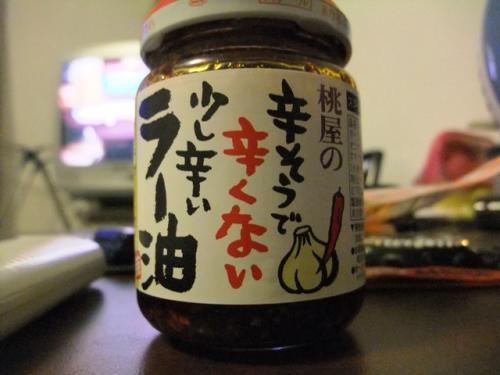 桃屋の
辛そうで
辛くない
少し辛い
ラー油